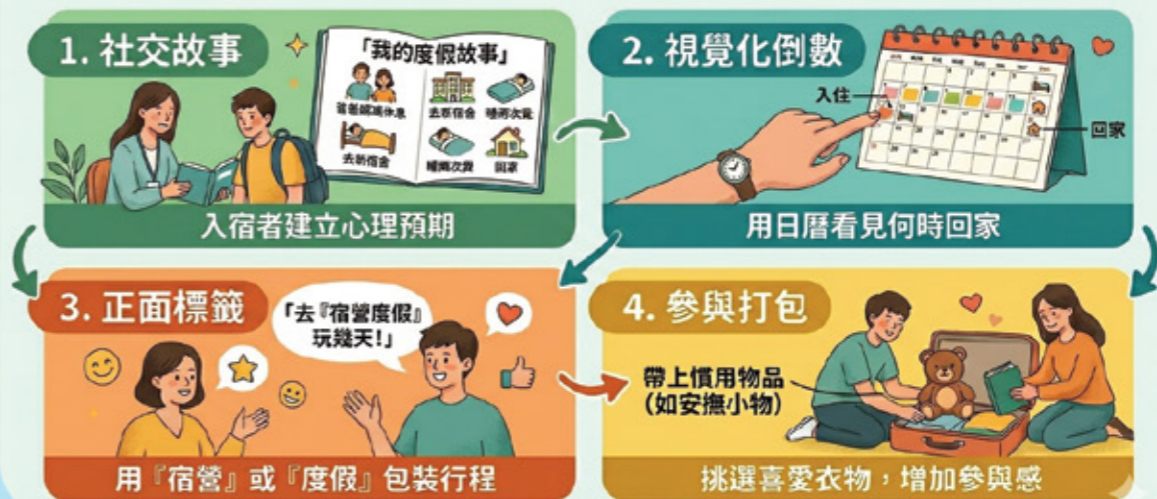 1. 社交故事
「我的度假故事」
去新宿舍
回家
入宿者建立心理預期
2. 視覺化倒數
入住
回家
用日曆看見何時回家
3. 正面標籤
「去『宿營度假』
玩幾天!」
用『宿營』或『度假』包裝行程
4. 參與打包
帶上慣用物品
(如安撫小物)
挑選喜愛衣物,增加參與感